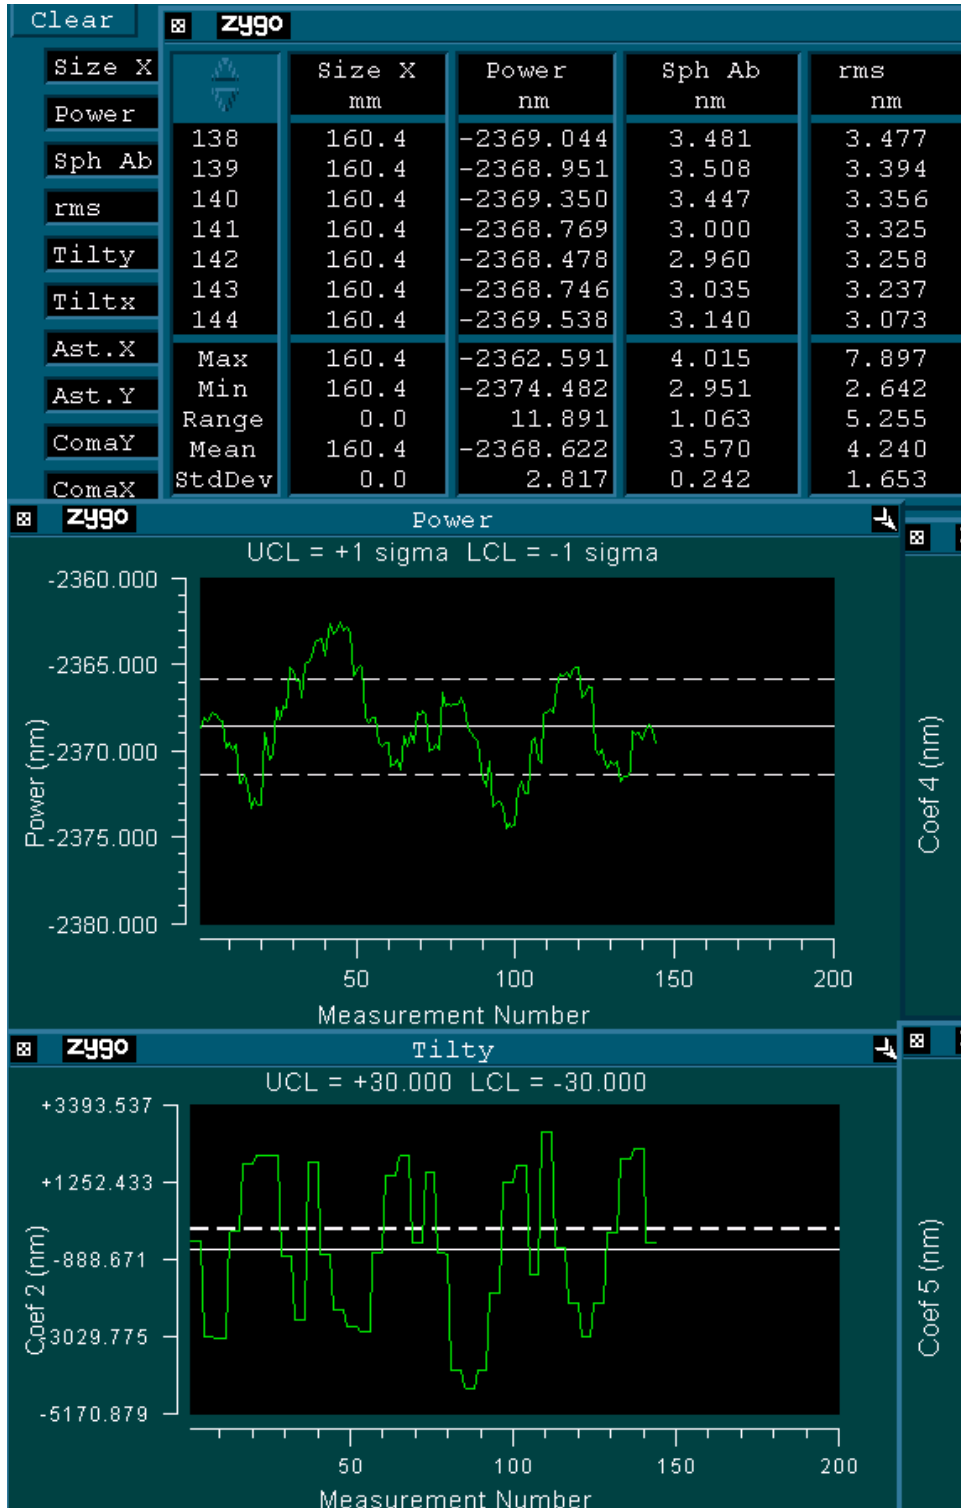 Clear
zygo
Size X
Power
Sph Ab
rms
Tilty
Tiltx
Ast.X
Ast.Y
ComaY
ComaX
Size X Power Sph Ab rms
mm nm nm nm
138 160.4 -2369.044 3.481 3.477
139 160.4 -2368.951 3.508 3.394
140 160.4 -2369.350 3.447 3.356
141 160.4 -2368.769 3.000 3.325
142 160.4 -2368.478 2.960 3.258
143 160.4 -2368.746 3.035 3.237
144 160.4 -2369.538 3.140 3.073
Max 160.4 -2362.591 4.015 7.897
Min 160.4 -2374.482 2.951 2.642
Range 0.0 11.891 1.063 5.255
Mean 160.4 -2368.622 3.570 4.240
StdDev 0.0 2.817 0.242 1.653
zygo Power
UCL = +1 sigma LCL = -1 sigma
-2360.000
-2365.000
-2370.000
-2375.000
-2380.000
Power (nm)
50 100 150 200
Measurement Number
Coef 4 (nm)
zygo Tilty
UCL = +30.000 LCL = -30.000
+3393.537
+1252.433
-888.671
-3029.775
-5170.879
Coef 2 (nm)
50 100 150 200
Measurement Number
Coef 5 (nm)